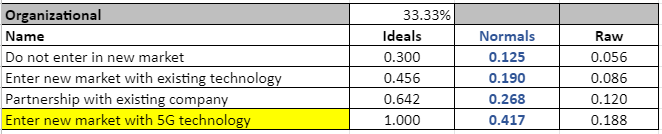 Organizational 33.33%
Name Ideals Normals Raw
Do not enter in new market 0.300 0.125 0.056
Enter new market with existing technology 0.456 0.190 0.086
Partnership with existing company 0.642 0.268 0.120
Enter new market with 5G technology 1.000 0.417 0.188